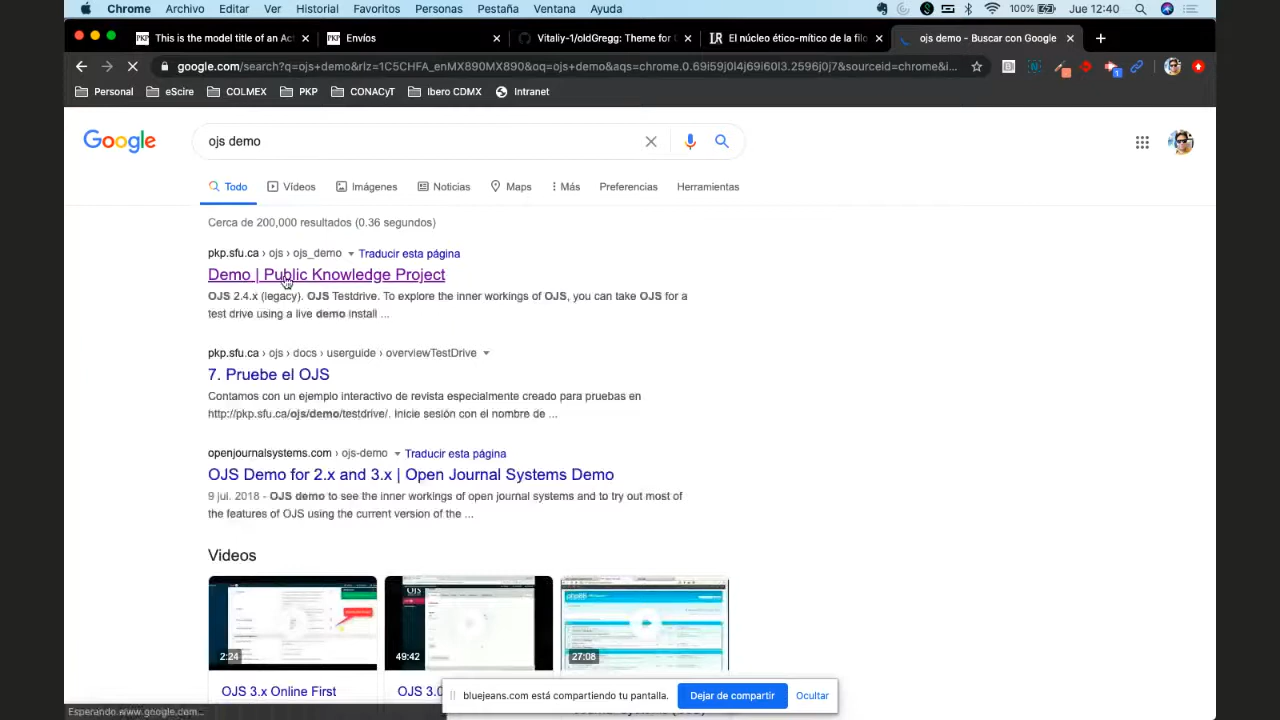 Chrome Archivo Editar Ver Historial Favoritos Personas Pestaña Ventana Ayuda 100% Jue 12:40
This is the model title of an Ac
Envíos
Vitaliy-1/oldGregg: Theme for
El núcleo ético-mítico de la filo
ojs demo - Buscar con Google
google.com/search?q=ojs+demo&rlz=1C5CHFA_enMX890MX890&oq=ojs+demo&aqs=chrome.0.69i59j0l4j69i60l3.2596j0j7&sourceid=chrome&i...
Personal eScire COLMEX PKP CONACyT Ibero CDMX Intranet
Google
ojs demo
Todo Vídeos Imágenes Noticias Maps Más Preferencias Herramientas
Cerca de 200,000 resultados (0.36 segundos)
pkp.sfu.ca › ojs › ojs_demo Traducir esta página
Demo | Public Knowledge Project
OJS 2.4.x (legacy). OJS Testdrive. To explore the inner workings of OJS, you can take OJS for a
test drive using a live demo install ...
pkp.sfu.ca › ojs › docs › userguide › overviewTestDrive
7. Pruebe el OJS
Contamos con un ejemplo interactivo de revista especialmente creado para pruebas en
http://pkp.sfu.ca/ojs/demo/testdrive/. Inicie sesión con el nombre de ...
openjournalsystems.com › ojs-demo Traducir esta página
OJS Demo for 2.x and 3.x | Open Journal Systems Demo
9 jul. 2018 - OJS demo to see the inner workings of open journal systems and to try out most of
the features of OJS using the current version of the ...
Videos
2:24
49:42
27:08
OJS 3.x Online First
OJS 3.0
bluejeans.com está compartiendo tu pantalla. Dejar de compartir Ocultar
Esperando www.google.com...